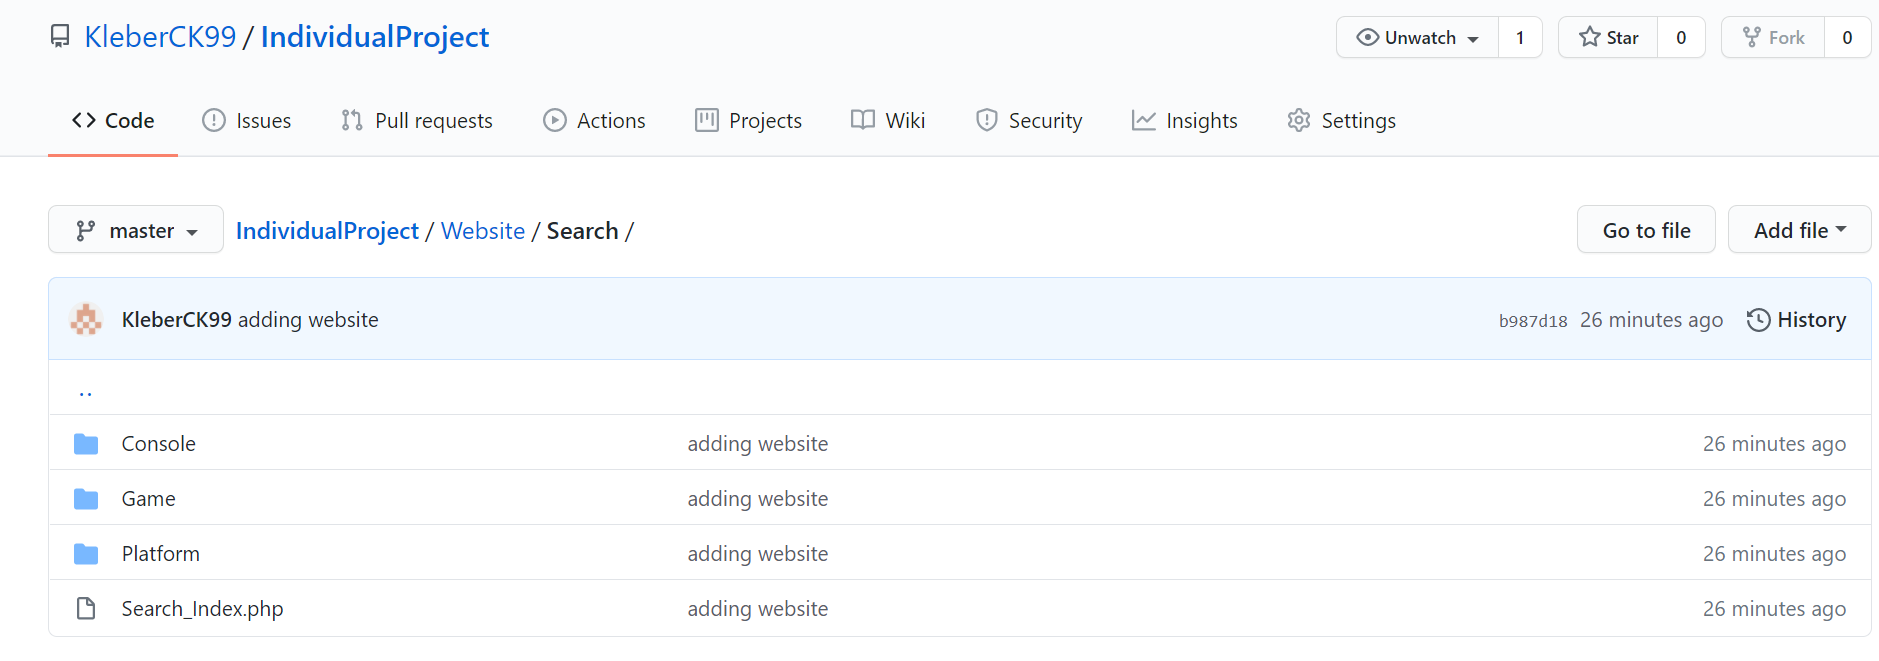 KleberCK99 / IndividualProject Unwatch 1 Star 0 Fork 0
Code Issues Pull requests Actions Projects Wiki Security Insights Settings
master IndividualProject / Website / Search / Go to file Add file
KleberCK99 adding website b987d18 26 minutes ago History
..
Console adding website 26 minutes ago
Game adding website 26 minutes ago
Platform adding website 26 minutes ago
Search_Index.php adding website 26 minutes ago